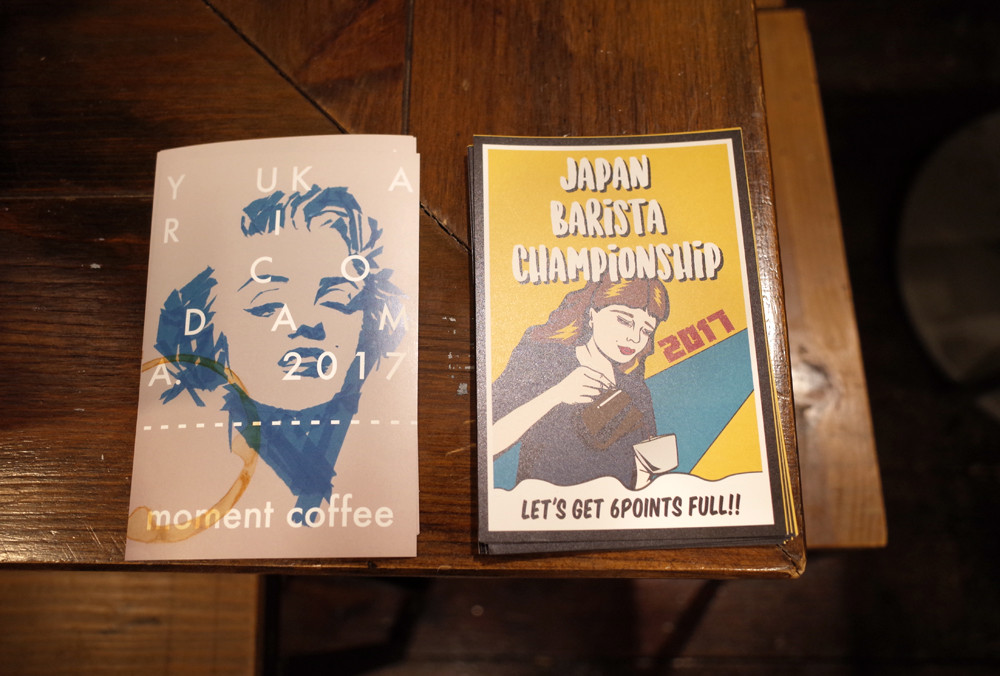 Y UK A
R I
C O
D A M
A. 2017
moment coffee
JAPAN
BARISTA
CHAMPIONSHIP
2017
LET'S GET 6POINTS FULL!!